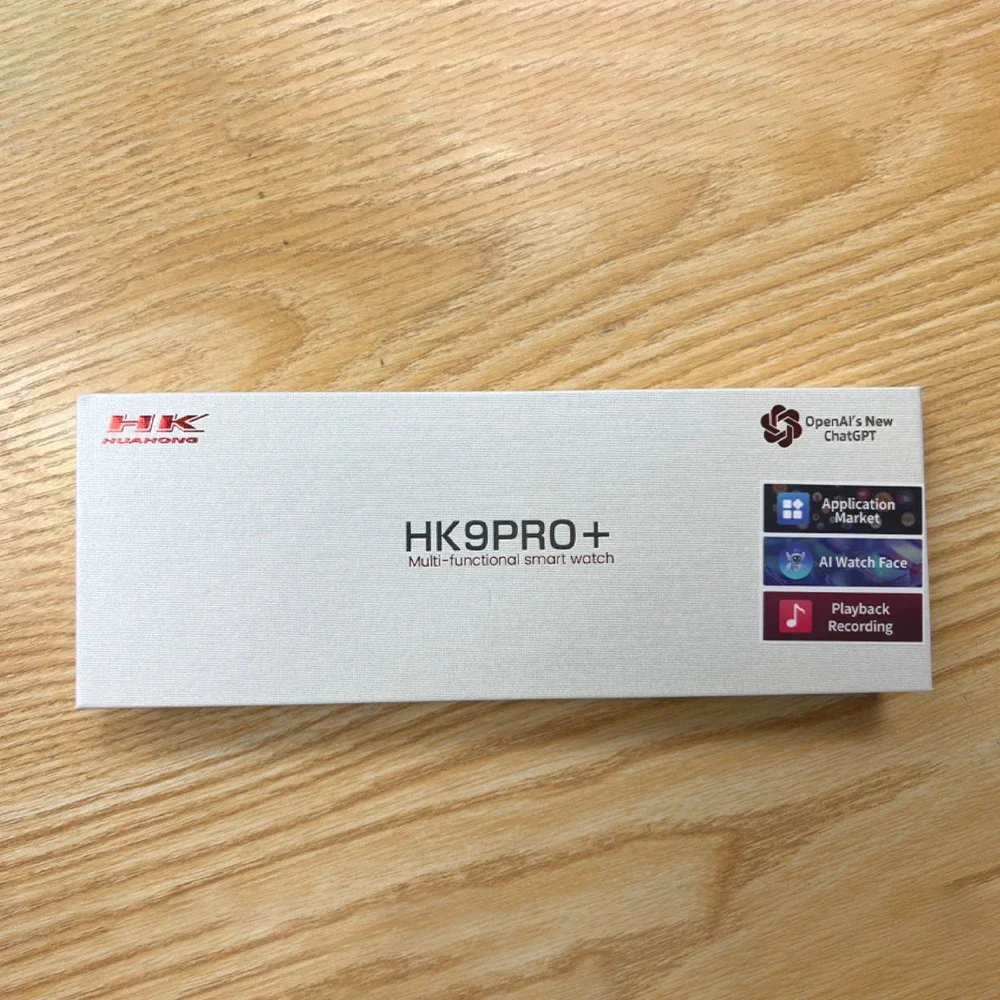 HK
HUAHONG
OpenAI's New
ChatGPT
Application
Market
HK9PRO+
Multi-functional smart watch
AI Watch Face
Playback
Recording